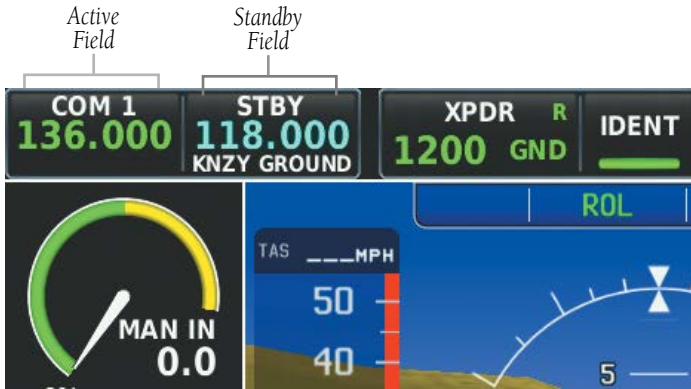 Active
Field
Standby
Field
COM 1
136.000
STBY
118.000
KNZY GROUND
XPDR R
1200 GND
IDENT
ROL
TAS ___MPH
50
40
5
MAN IN
0.0